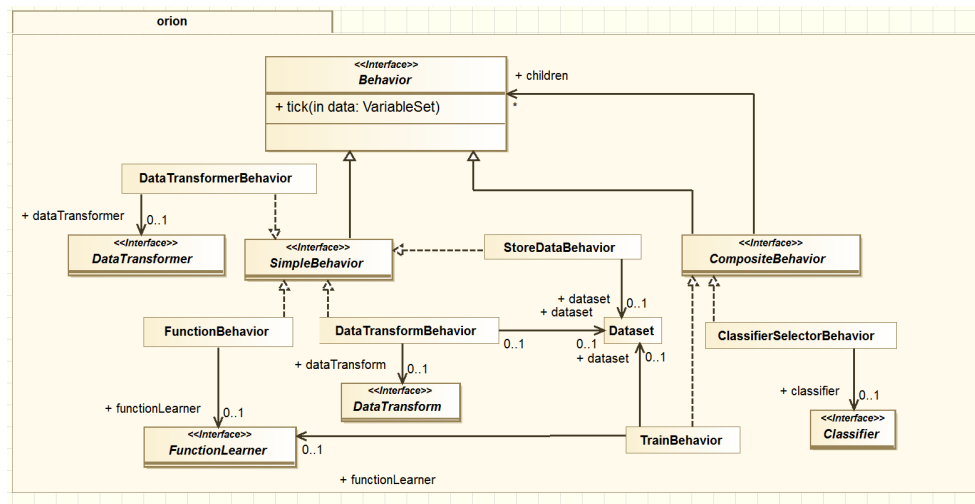 orion
<<Interface>>
Behavior
+ tick(in data: VariableSet)
+ children
*
DataTransformerBehavior
+ dataTransformer
0..1
<<Interface>>
DataTransformer
<<Interface>>
SimpleBehavior
StoreDataBehavior
<<Interface>>
CompositeBehavior
+ dataset
0..1
+ dataset
FunctionBehavior
DataTransformBehavior
0..1
0..1
Dataset
ClassifierSelectorBehavior
+ dataset
0..1
+ dataTransform
0..1
<<Interface>>
DataTransform
+ classifier
0..1
+ functionLearner
0..1
<<Interface>>
FunctionLearner
0..1
TrainBehavior
<<Interface>>
Classifier
+ functionLearner